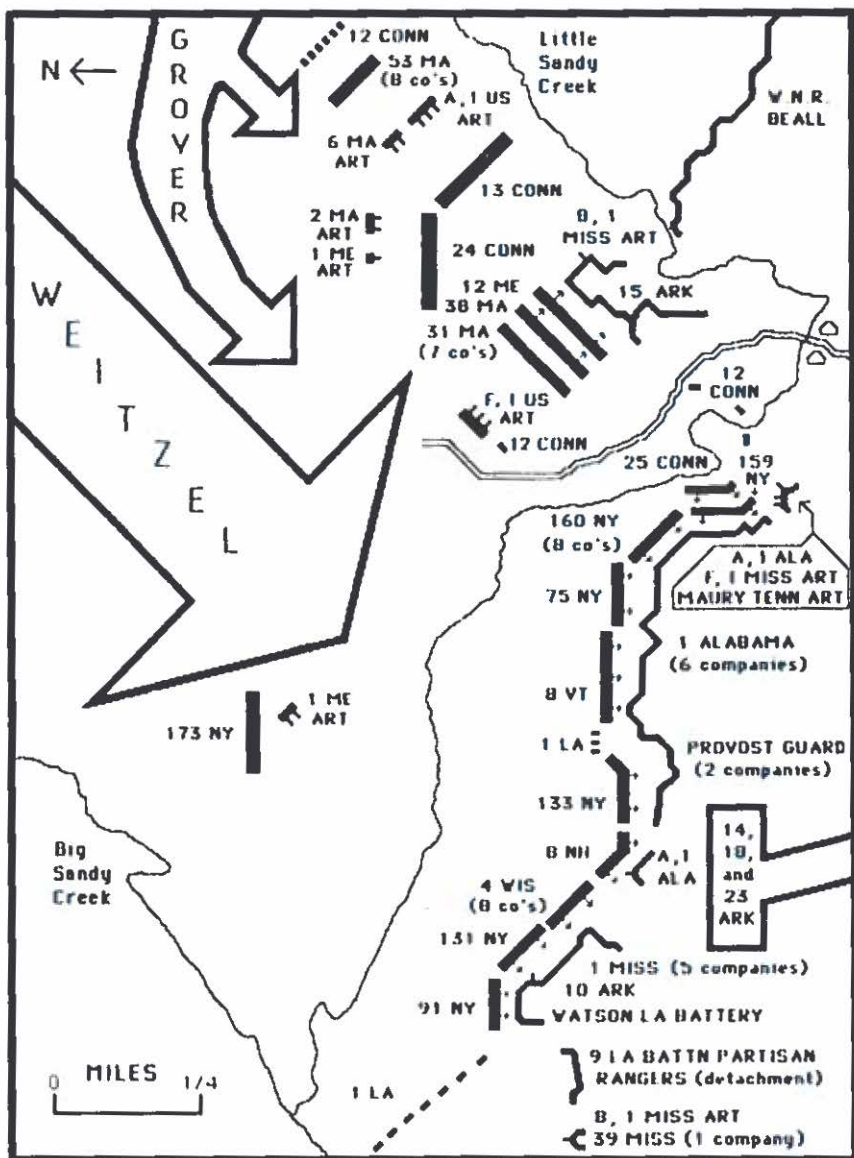 GROVER
12 CONN
53 MA
(8 co's)
N
Little
Sandy
Creek
W.N.R.
BEALL
A, 1 US
ART
6 MA
ART
13 CONN
2 MA
ART
1 ME
ART
24 CONN
B, 1
MISS ART
12 ME
38 MA
31 MA
(7 co's)
15 ARK
WEITZEL
F, 1 US
ART
12 CONN
12
CONN
25 CONN
159
NY
160 NY
(8 co's)
A, 1 ALA
F, 1 MISS ART
MAURY TENN ART
75 NY
1 ALABAMA
(6 companies)
8 VT
1 ME
ART
173 NY
1 LA
PROVOST GUARD
(2 companies)
133 NY
8 NH
A, 1
ALA
14,
18,
and
23
ARK
Big
Sandy
Creek
4 WIS
(8 co's)
131 NY
1 MISS (5 companies)
10 ARK
91 NY
WATSON LA BATTERY
0 MILES 1/4
1 LA
9 LA BATTN PARTISAN
RANGERS (detachment)
B, 1 MISS ART
39 MISS (1 company)